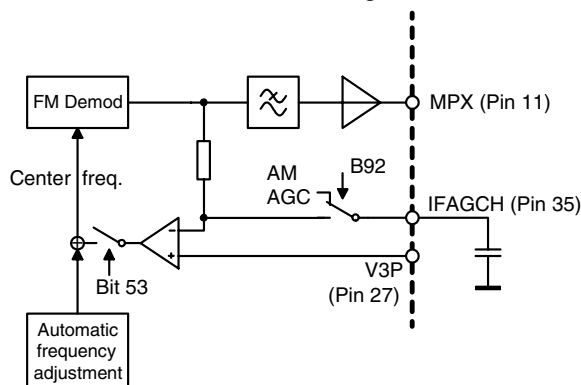 FM Demod
MPX (Pin 11)
Center freq.
AM
AGC
B92
IFAGCH (Pin 35)
-
+
V3P
(Pin 27)
Bit 53
Automatic
frequency
adjustment